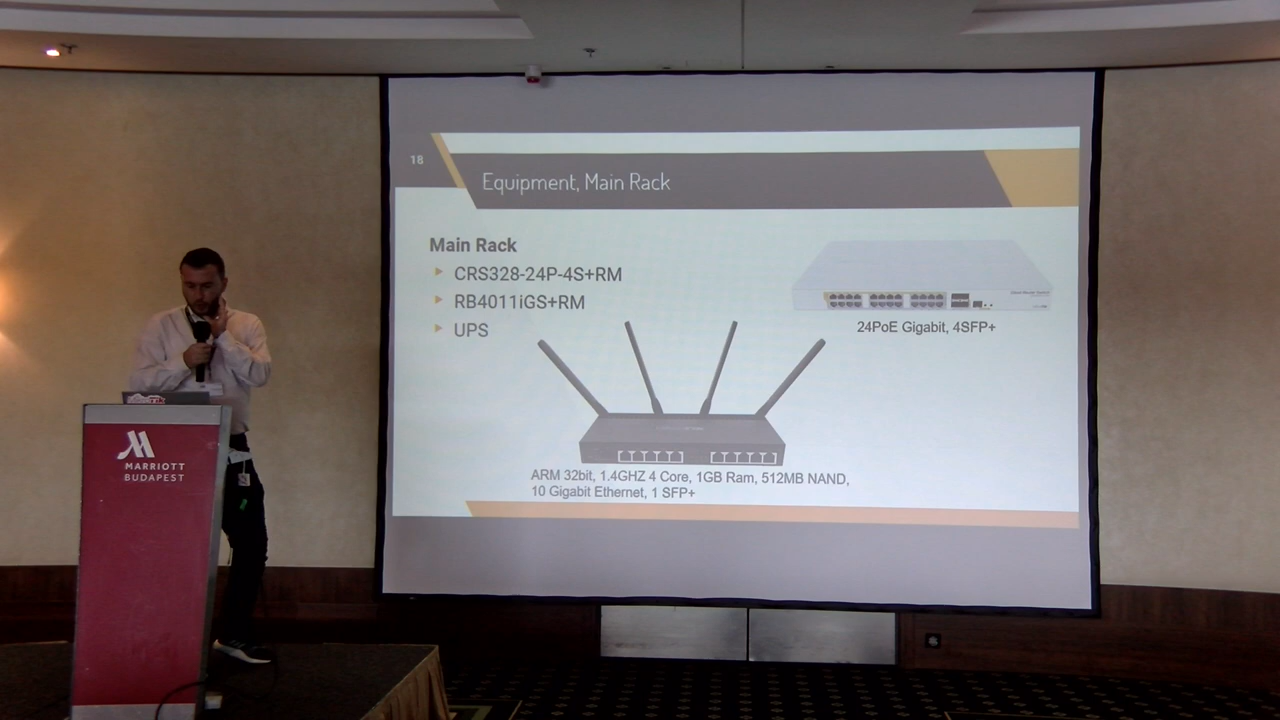 18
Equipment, Main Rack
Main Rack
CRS328-24P-4S+RM
RB4011iGS+RM
UPS
24PoE Gigabit, 4SFP+
ARM 32bit, 1.4GHZ 4 Core, 1GB Ram, 512MB NAND,
10 Gigabit Ethernet, 1 SFP+
MARRIOTT
BUDAPEST